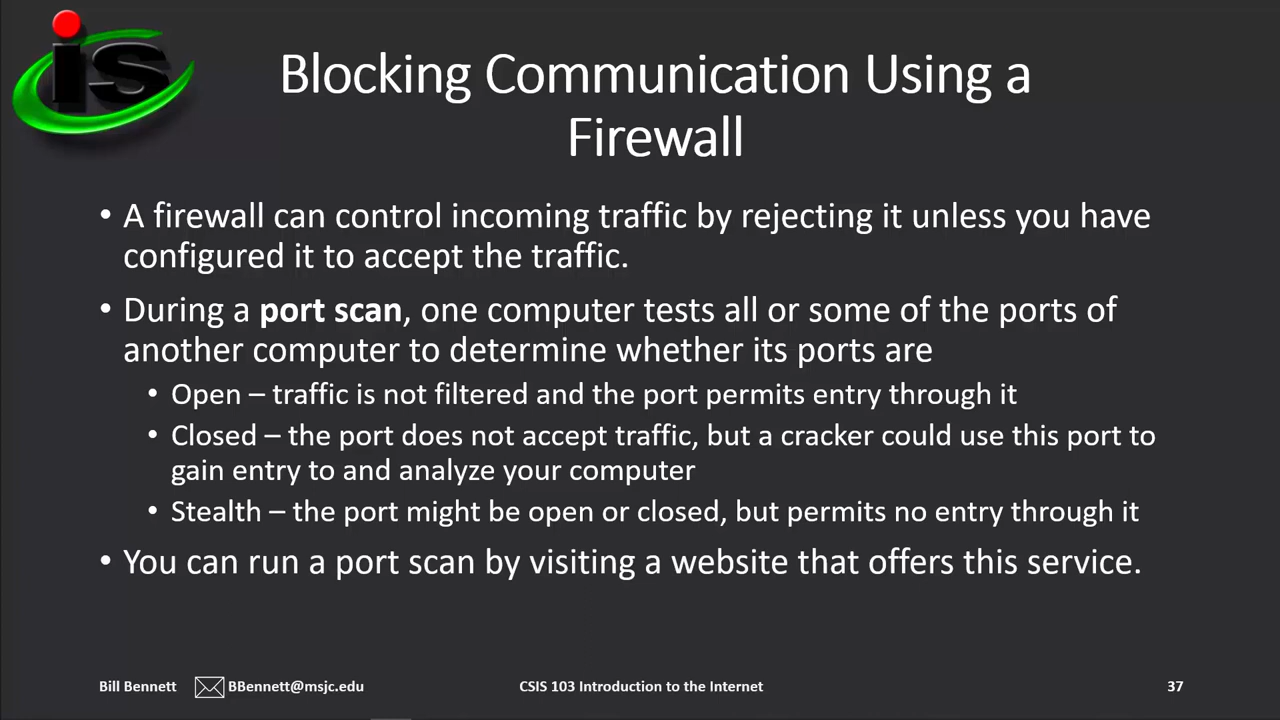 is
Blocking Communication Using a
Firewall
• A firewall can control incoming traffic by rejecting it unless you have
configured it to accept the traffic.
• During a port scan, one computer tests all or some of the ports of
another computer to determine whether its ports are
• Open – traffic is not filtered and the port permits entry through it
• Closed – the port does not accept traffic, but a cracker could use this port to
gain entry to and analyze your computer
• Stealth – the port might be open or closed, but permits no entry through it
• You can run a port scan by visiting a website that offers this service.
Bill Bennett BBennett@msjc.edu CSIS 103 Introduction to the Internet 37